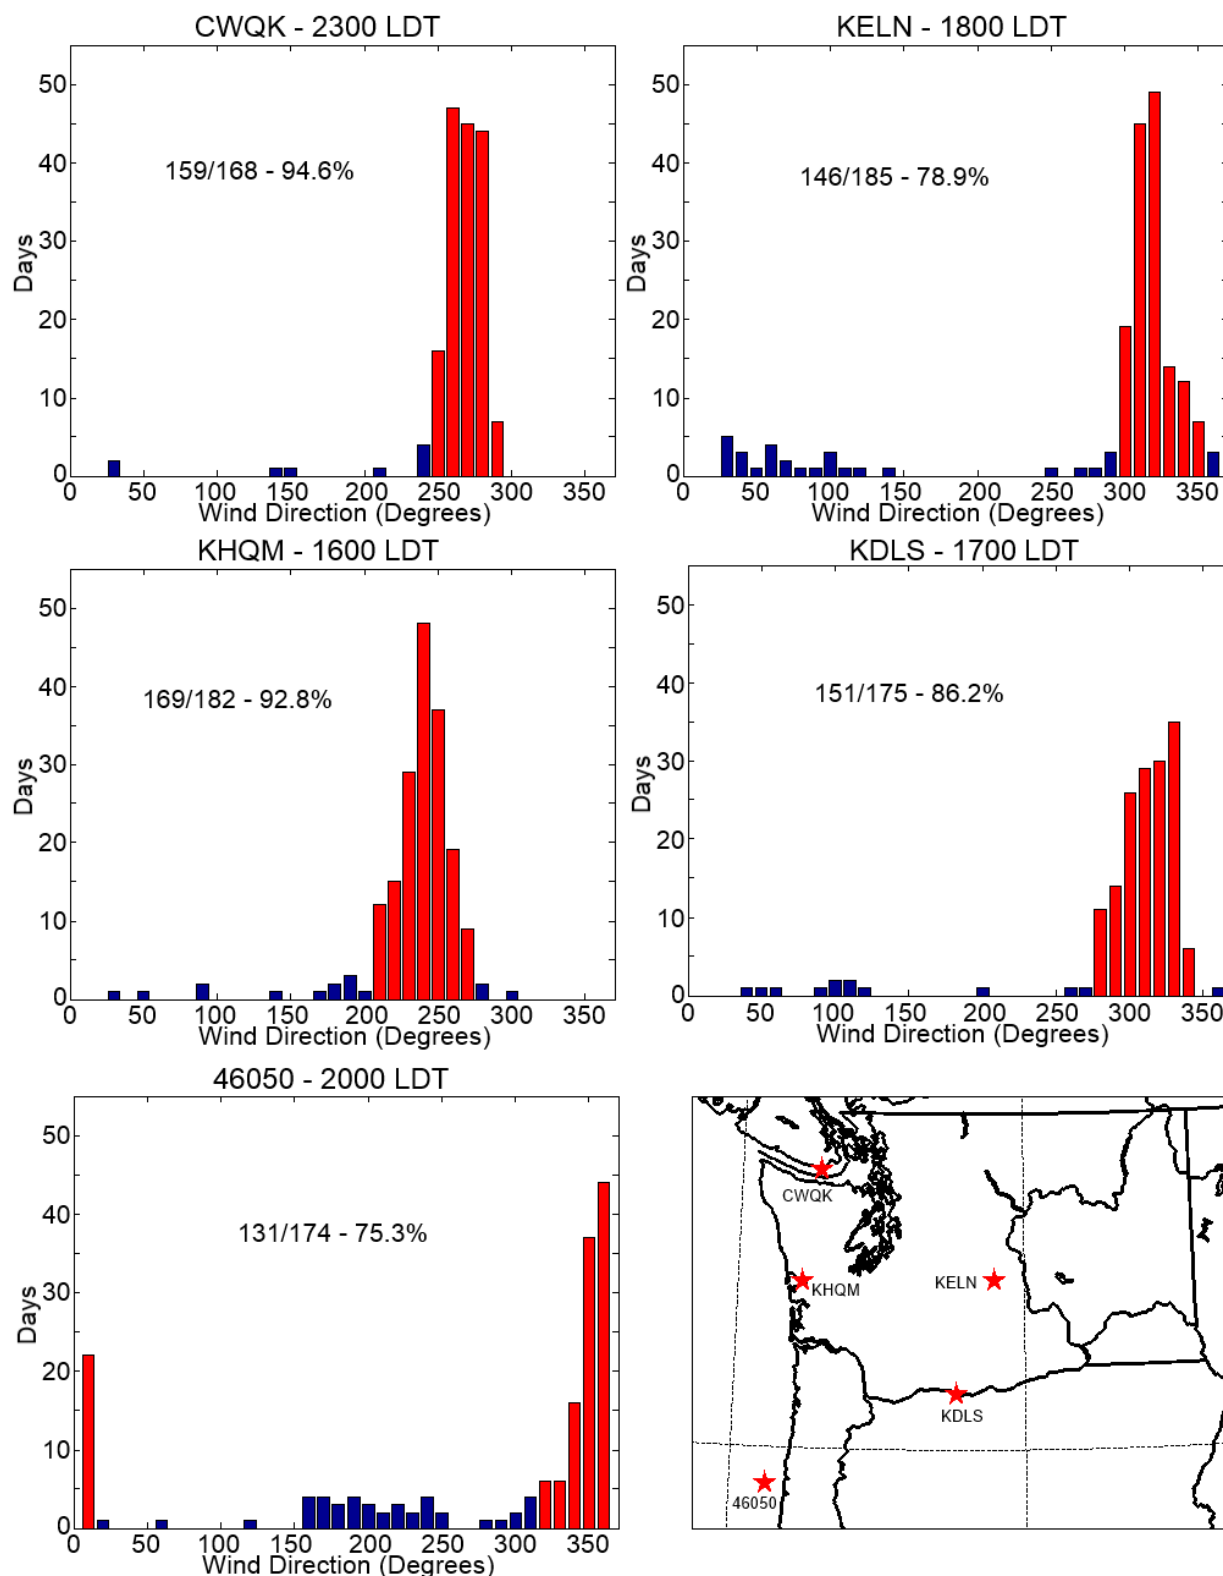 CWQK - 2300 LDT
50
40
30
20
10
0
Days
159/168 - 94.6%
0 50 100 150 200 250 300 350
Wind Direction (Degrees)
KELN - 1800 LDT
50
40
30
20
10
0
Days
146/185 - 78.9%
0 50 100 150 200 250 300 350
Wind Direction (Degrees)
KHQM - 1600 LDT
50
40
30
20
10
0
Days
169/182 - 92.8%
0 50 100 150 200 250 300 350
Wind Direction (Degrees)
KDLS - 1700 LDT
50
40
30
20
10
0
Days
151/175 - 86.2%
0 50 100 150 200 250 300 350
Wind Direction (Degrees)
46050 - 2000 LDT
50
40
30
20
10
0
Days
131/174 - 75.3%
0 50 100 150 200 250 300 350
Wind Direction (Degrees)
CWQK
KHQM
KELN
KDLS
46050